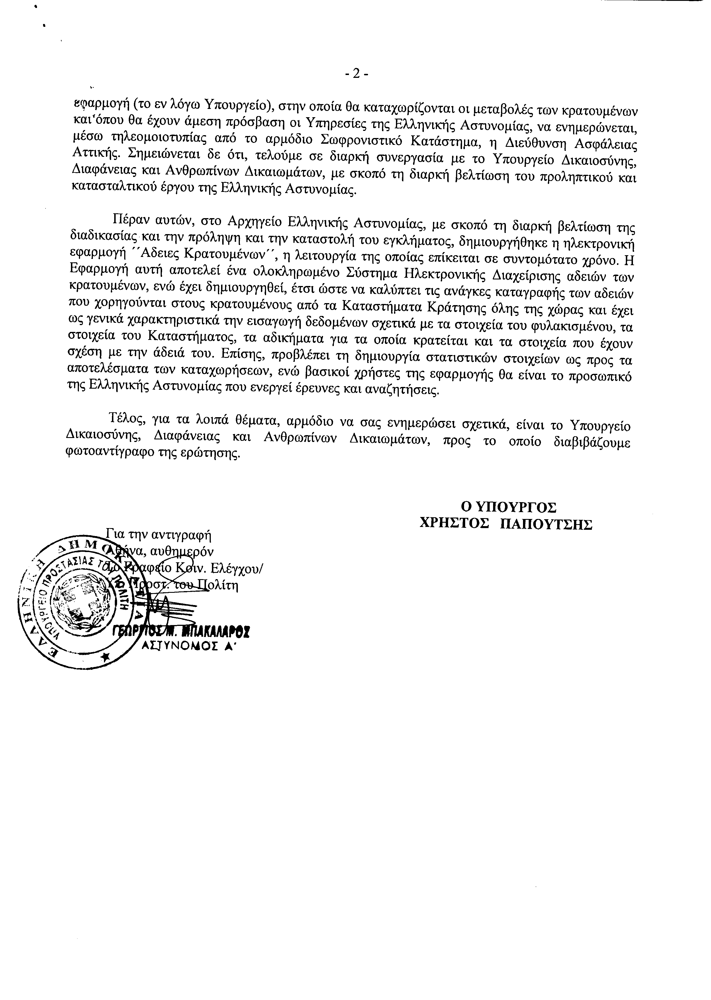 - 2 -
εφαρμογή (το εν λόγω Υπουργείο), στην οποία θα καταχωρίζονται οι μεταβολές των κρατουμένων
και όπου θα έχουν άμεση πρόσβαση οι Υπηρεσίες της Ελληνικής Αστυνομίας, να ενημερώνεται,
μέσω τηλεομοιοτυπίας από το αρμόδιο Σωφρονιστικό Κατάστημα, η Διεύθυνση Ασφάλειας
Αττικής. Σημειώνεται δε ότι, τελούμε σε διαρκή συνεργασία με το Υπουργείο Δικαιοσύνης,
Διαφάνειας και Ανθρωπίνων Δικαιωμάτων, με σκοπό τη διαρκή βελτίωση του προληπτικού και
κατασταλτικού έργου της Ελληνικής Αστυνομίας.
Πέραν αυτών, στο Αρχηγείο Ελληνικής Αστυνομίας, με σκοπό τη διαρκή βελτίωση της
διαδικασίας και την πρόληψη και την καταστολή του εγκλήματος, δημιουργήθηκε η ηλεκτρονική
εφαρμογή ΄΄Άδειες Κρατουμένων΄΄, η λειτουργία της οποίας επίκειται σε συντομότατο χρόνο. Η
Εφαρμογή αυτή αποτελεί ένα ολοκληρωμένο Σύστημα Ηλεκτρονικής Διαχείρισης αδειών των
κρατουμένων, ενώ έχει δημιουργηθεί, έτσι ώστε να καλύπτει τις ανάγκες καταγραφής των αδειών
που χορηγούνται στους κρατουμένους από τα Καταστήματα Κράτησης όλης της χώρας και έχει
ως γενικά χαρακτηριστικά την εισαγωγή δεδομένων σχετικά με τα στοιχεία του φυλακισμένου, τα
στοιχεία του Καταστήματος, τα αδικήματα για τα οποία κρατείται και τα στοιχεία που έχουν
σχέση με την άδειά του. Επίσης, προβλέπει τη δημιουργία στατιστικών στοιχείων ως προς τα
αποτελέσματα των καταχωρήσεων, ενώ βασικοί χρήστες της εφαρμογής θα είναι το προσωπικό
της Ελληνικής Αστυνομίας που ενεργεί έρευνες και αναζητήσεις.
Τέλος, για τα λοιπά θέματα, αρμόδιο να σας ενημερώσει σχετικά, είναι το Υπουργείο
Δικαιοσύνης, Διαφάνειας και Ανθρωπίνων Δικαιωμάτων, προς το οποίο διαβιβάζουμε
φωτοαντίγραφο της ερώτησης.
Ο ΥΠΟΥΡΓΟΣ
ΧΡΗΣΤΟΣ ΠΑΠΟΥΤΣΗΣ
Για την αντιγραφή
Αθήνα, αυθημερόν
Το Γραφείο Κοιν. Ελέγχου/
Υπ Προστ. του Πολίτη
ΕΛΛΗΝΙΚΗ ΔΗΜΟΚΡΑΤΙΑ
ΥΠΟΥΡΓΕΙΟ ΠΡΟΣΤΑΣΙΑΣ ΤΟΥ ΠΟΛΙΤΗ
ΓΕΩΡΓΙΟΣ Μ. ΜΠΑΚΑΛΑΡΟΣ
ΑΣΤΥΝΟΜΟΣ Α΄